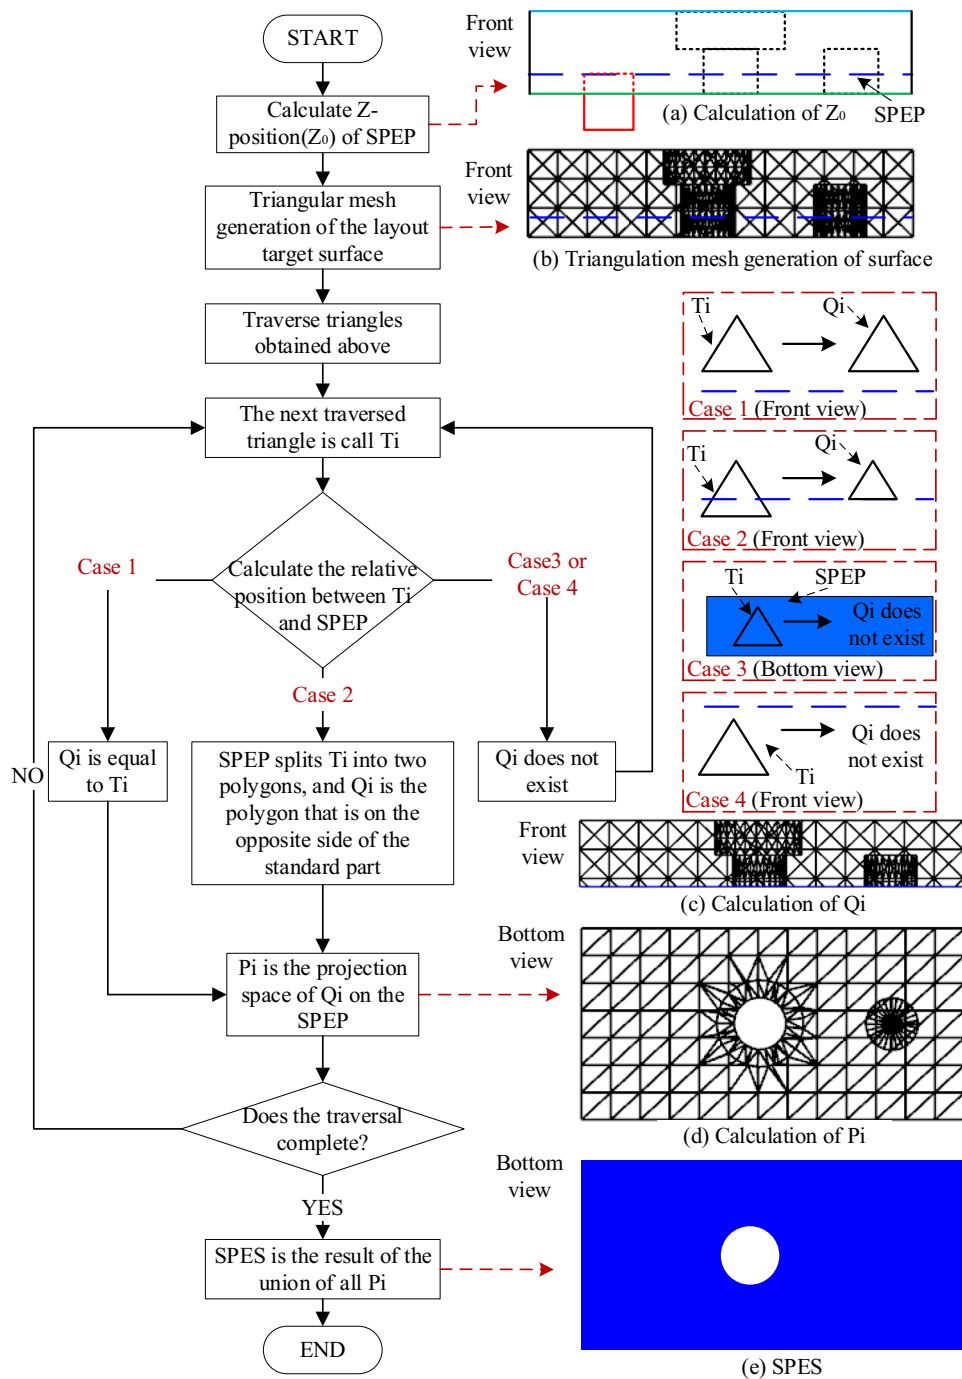 START
Calculate Z-
position(Z0) of SPEP
Triangular mesh
generation of the layout
target surface
Traverse triangles
obtained above
The next traversed
triangle is call Ti
Case 1
Calculate the relative
position between Ti
and SPEP
Case3 or
Case 4
Case 2
NO
Qi is equal
to Ti
SPEP splits Ti into two
polygons, and Qi is the
polygon that is on the
opposite side of the
standard part
Qi does not
exist
Pi is the projection
space of Qi on the
SPEP
Does the traversal
complete?
YES
SPES is the result of the
union of all Pi
END
Front
view
SPEP
(a) Calculation of Z0
Front
view
(b) Triangulation mesh generation of surface
Ti
Qi
Case 1 (Front view)
Ti
Qi
Case 2 (Front view)
Ti
SPEP
Qi does
not exist
Case 3 (Bottom view)
Qi does
not exist
Ti
Case 4 (Front view)
Front
view
(c) Calculation of Qi
Bottom
view
(d) Calculation of Pi
Bottom
view
(e) SPES